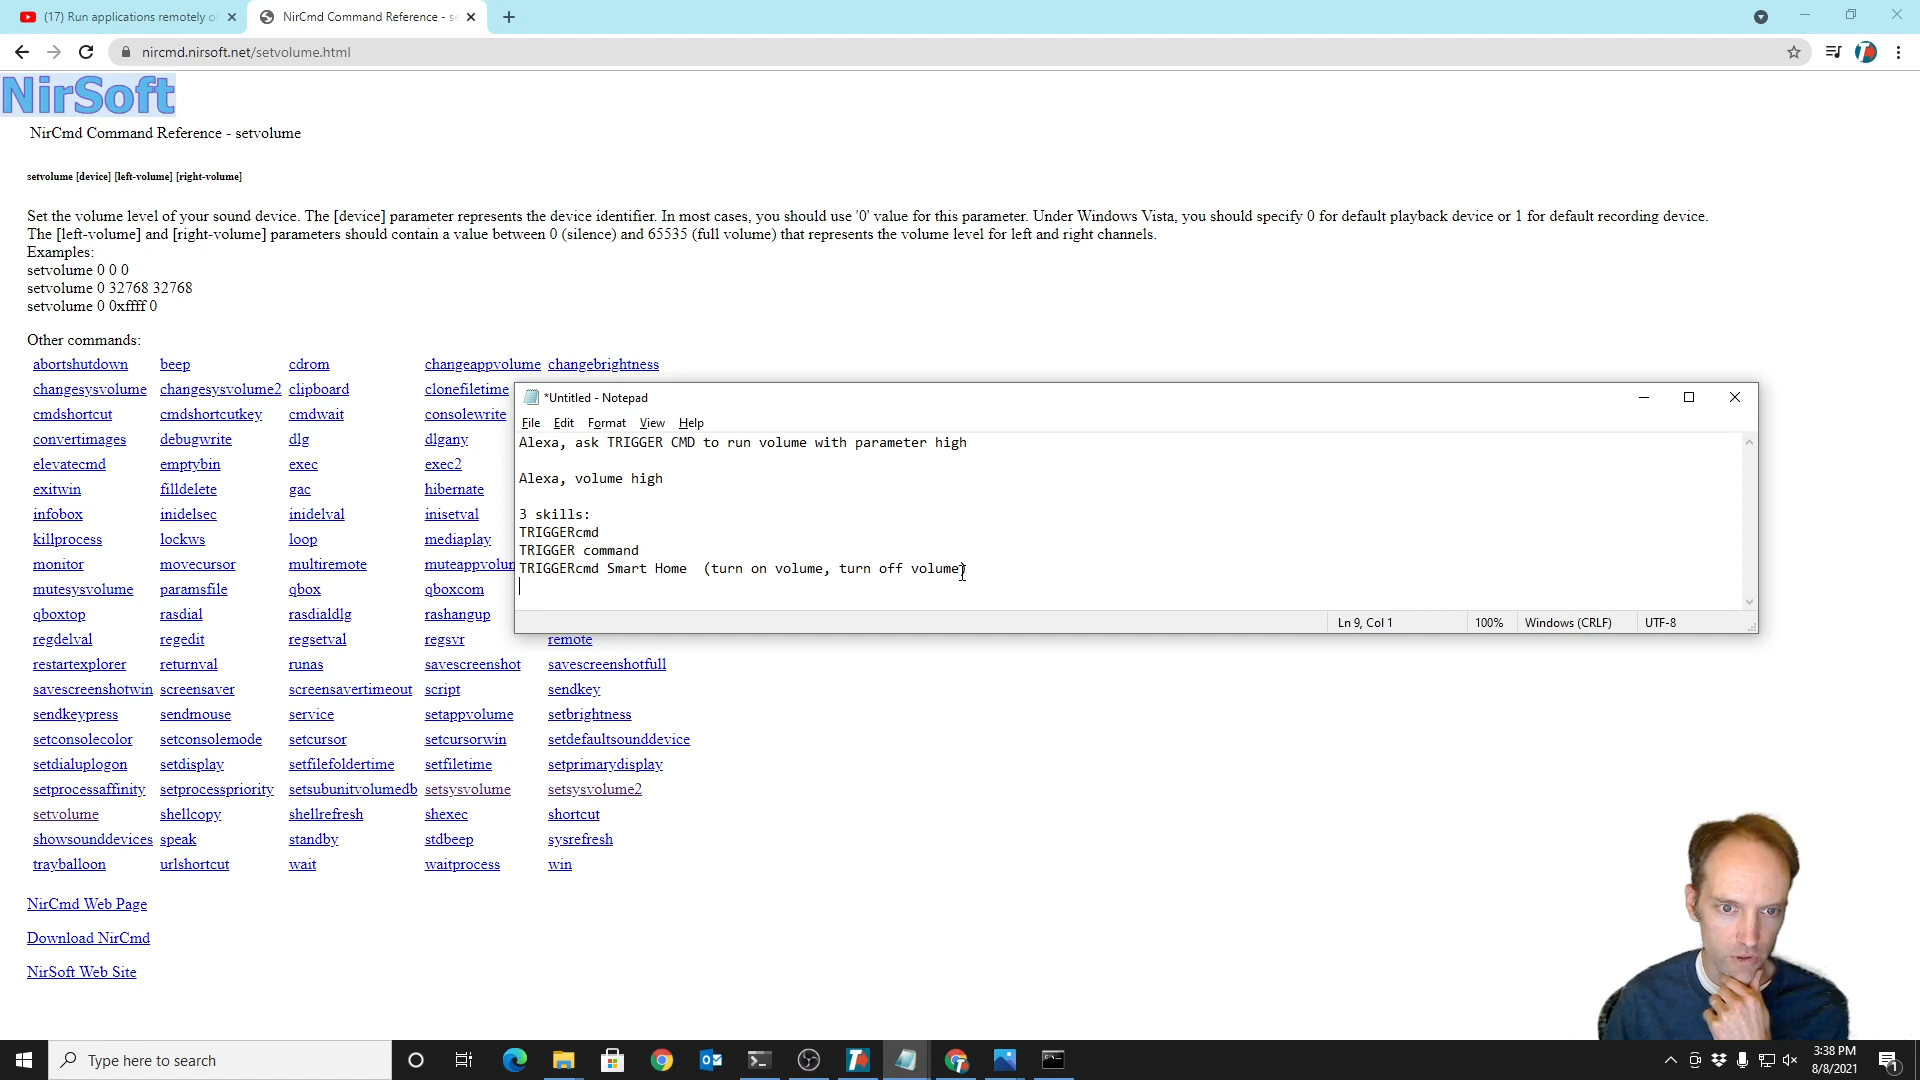 (17) Run applications remotely o
NirCmd Command Reference - se
nircmd.nirsoft.net/setvolume.html
NirSoft
NirCmd Command Reference - setvolume
setvolume [device] [left-volume] [right-volume]
Set the volume level of your sound device. The [device] parameter represents the device identifier. In most cases, you should use '0' value for this parameter. Under Windows Vista, you should specify 0 for default playback device or 1 for default recording device.
The [left-volume] and [right-volume] parameters should contain a value between 0 (silence) and 65535 (full volume) that represents the volume level for left and right channels.
Examples:
setvolume 0 0 0
setvolume 0 32768 32768
setvolume 0 0xffff 0
Other commands:
abortshutdown beep cdrom changeappvolume changebrightness
changesysvolume changesysvolume2 clipboard clonefiletime
cmdshortcut cmdshortcutkey cmdwait consolewrite
convertimages debugwrite dlg dlgany
elevatecmd emptybin exec exec2
exitwin filldelete gac hibernate
infobox inidelsec inidelval inisetval
killprocess lockws loop mediaplay
monitor movecursor multiremote muteappvolum
mutesysvolume paramsfile qbox qboxcom
qboxtop rasdial rasdialdlg rashangup
regdelval regedit regsetval regsvr remote
restartexplorer returnval runas savescreenshot savescreenshotfull
savescreenshotwin screensaver screensavertimeout script sendkey
sendkeypress sendmouse service setappvolume setbrightness
setconsolecolor setconsolemode setcursor setcursorwin setdefaultsounddevice
setdialuplogon setdisplay setfilefoldertime setfiletime setprimarydisplay
setprocessaffinity setprocesspriority setsubunitvolumedb setsysvolume setsysvolume2
setvolume shellcopy shellrefresh shexec shortcut
showsounddevices speak standby stdbeep sysrefresh
trayballoon urlshortcut wait waitprocess win
NirCmd Web Page
Download NirCmd
NirSoft Web Site
*Untitled - Notepad
File Edit Format View Help
Alexa, ask TRIGGER CMD to run volume with parameter high
Alexa, volume high
3 skills:
TRIGGERcmd
TRIGGER command
TRIGGERcmd Smart Home (turn on volume, turn off volume)
Ln 9, Col 1 100% Windows (CRLF) UTF-8
Type here to search
3:38 PM
8/8/2021
1